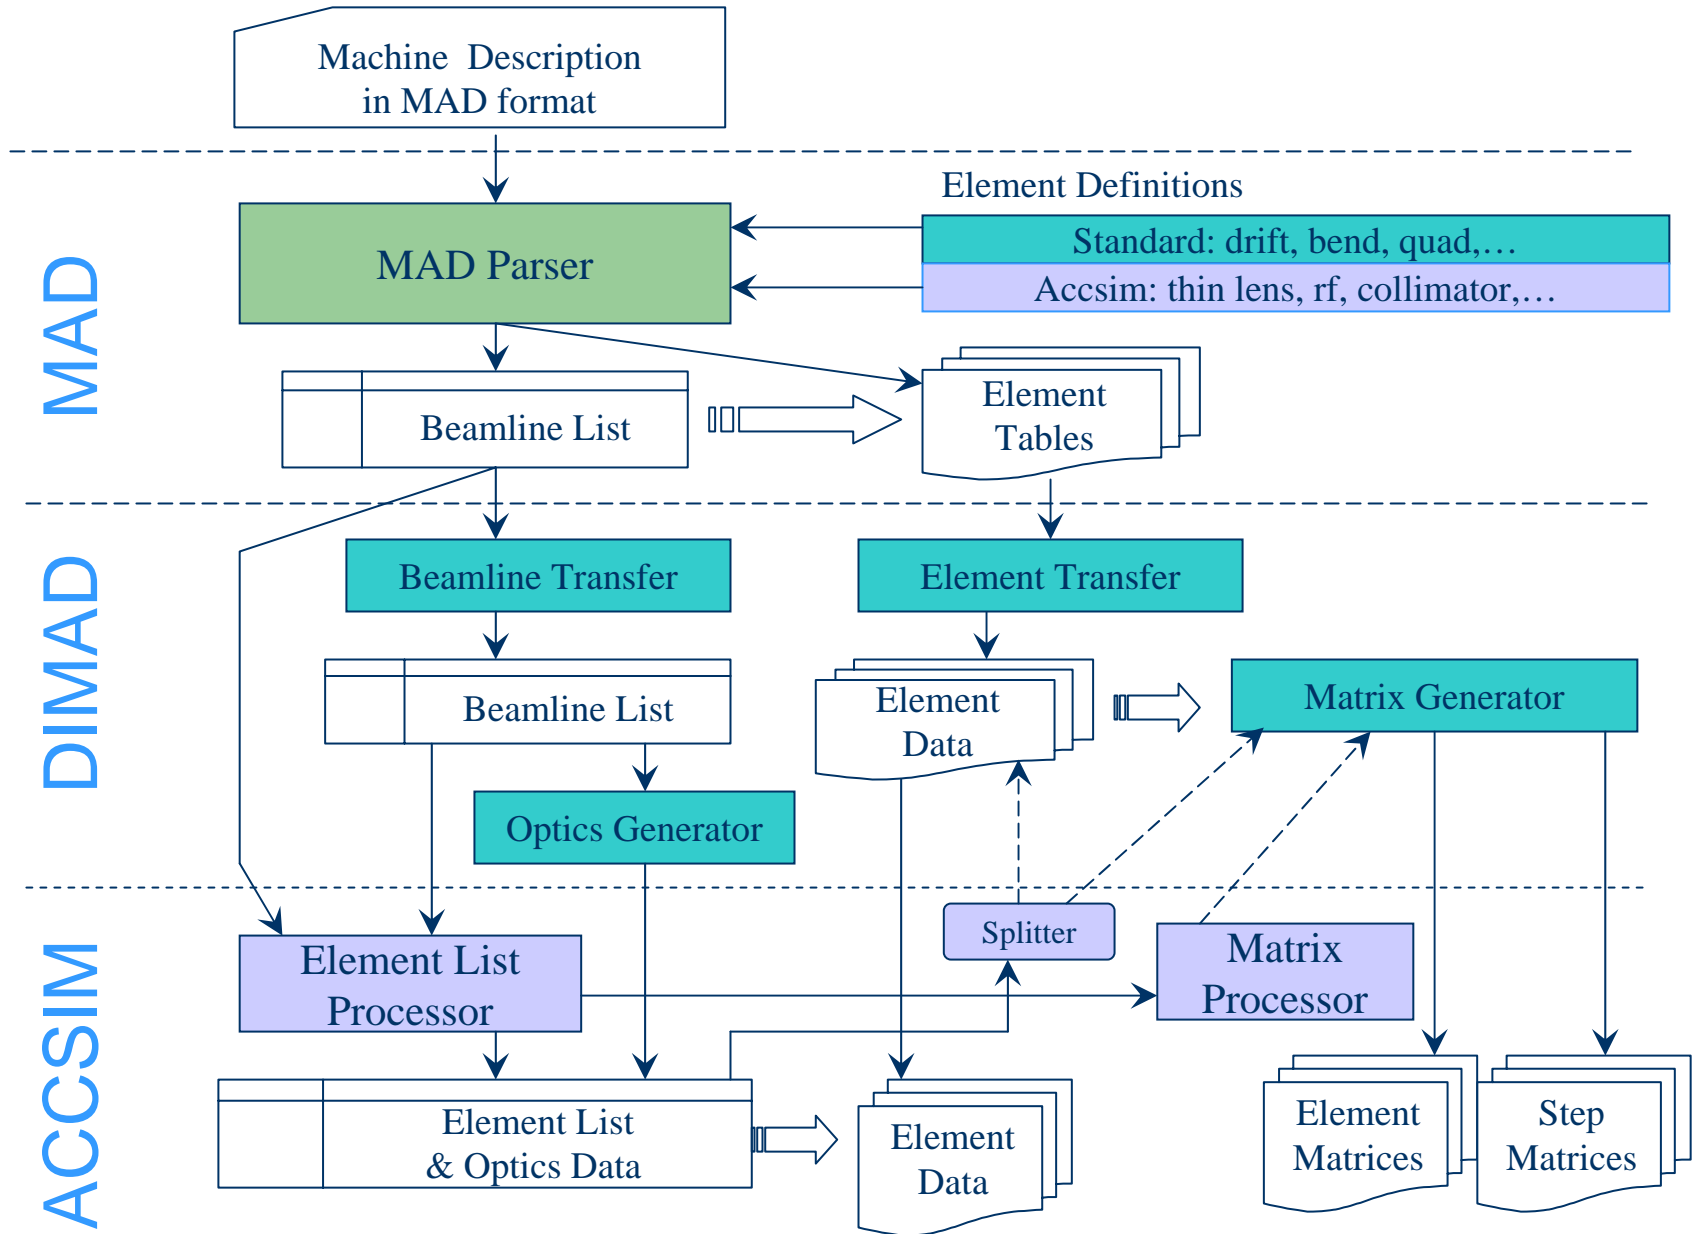 Machine Description
in MAD format
Element Definitions
MAD
MAD Parser
Standard: drift, bend, quad,…
Accsim: thin lens, rf, collimator,…
Beamline List
Element
Tables
DIMAD
Beamline Transfer
Element Transfer
Beamline List
Element
Data
Matrix Generator
Optics Generator
ACCSIM
Element List
Processor
Splitter
Matrix
Processor
Element List
& Optics Data
Element
Data
Element
Matrices
Step
Matrices